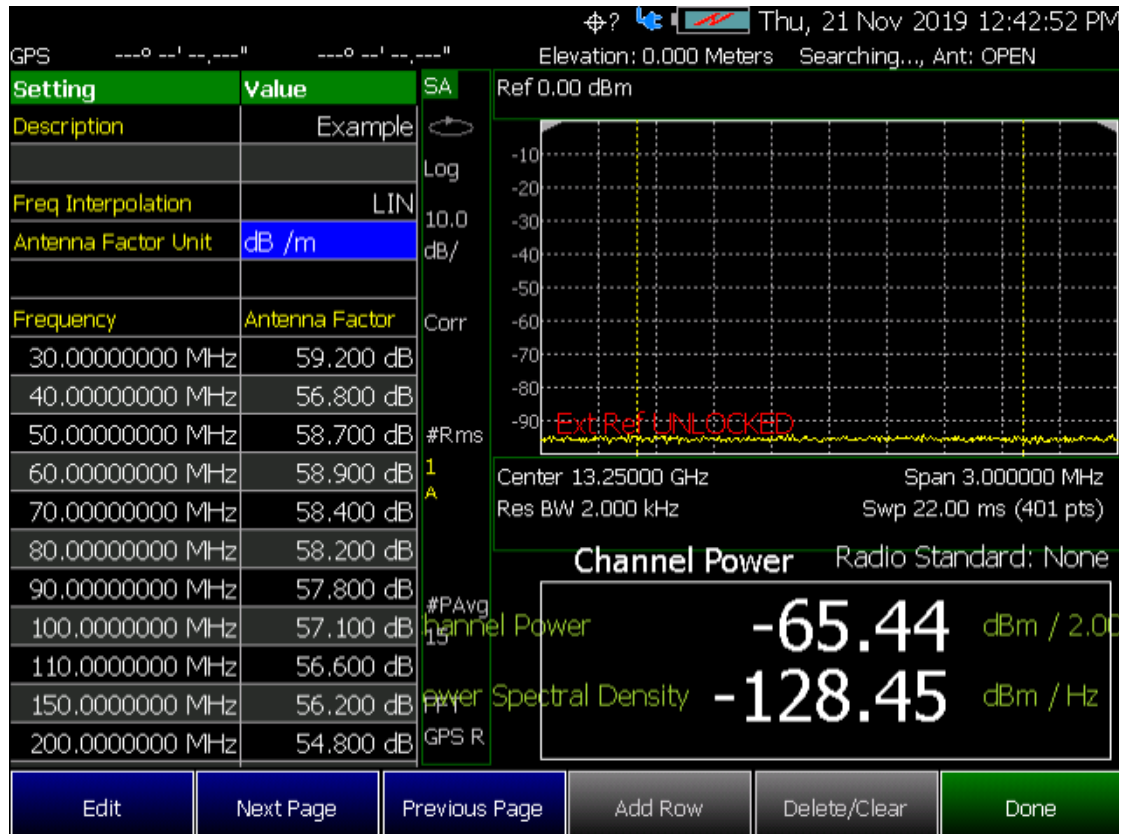 Thu, 21 Nov 2019 12:42:52 PM
GPS ---° --' --.---" ---° --' --.---" Elevation: 0.000 Meters Searching..., Ant: OPEN
Setting Value
Description Example
Freq Interpolation LIN
Antenna Factor Unit dB /m
Frequency Antenna Factor
30.00000000 MHz 59.200 dB
40.00000000 MHz 56.800 dB
50.00000000 MHz 58.700 dB
60.00000000 MHz 58.900 dB
70.00000000 MHz 58.400 dB
80.00000000 MHz 58.200 dB
90.00000000 MHz 57.800 dB
100.0000000 MHz 57.100 dB
110.0000000 MHz 56.600 dB
150.0000000 MHz 56.200 dB
200.0000000 MHz 54.800 dB
SA
Log
10.0
dB/
Corr
#Rms
1
A
#PAvg
15
GPS R
Ref 0.00 dBm
-10
-20
-30
-40
-50
-60
-70
-80
-90
Ext Ref UNLOCKED
Center 13.25000 GHz Span 3.000000 MHz
Res BW 2.000 kHz Swp 22.00 ms (401 pts)
Channel Power Radio Standard: None
hannel Power -65.44 dBm / 2.00
ower Spectral Density -128.45 dBm / Hz
Edit Next Page Previous Page Add Row Delete/Clear Done